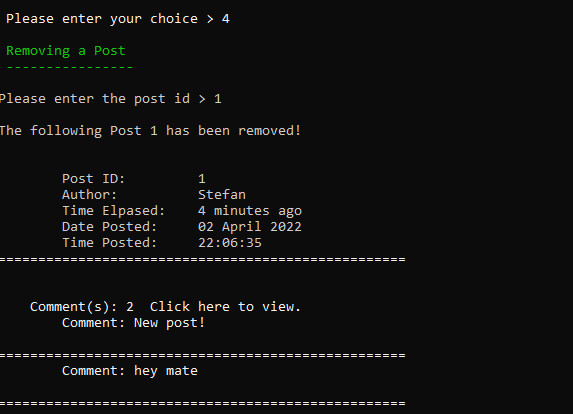 Please enter your choice > 4
Removing a Post
----------------
Please enter the post id > 1
The following Post 1 has been removed!
Post ID: 1
Author: Stefan
Time Elpased: 4 minutes ago
Date Posted: 02 April 2022
Time Posted: 22:06:35
===================================================
Comment(s): 2 Click here to view.
Comment: New post!
===================================================
Comment: hey mate
===================================================